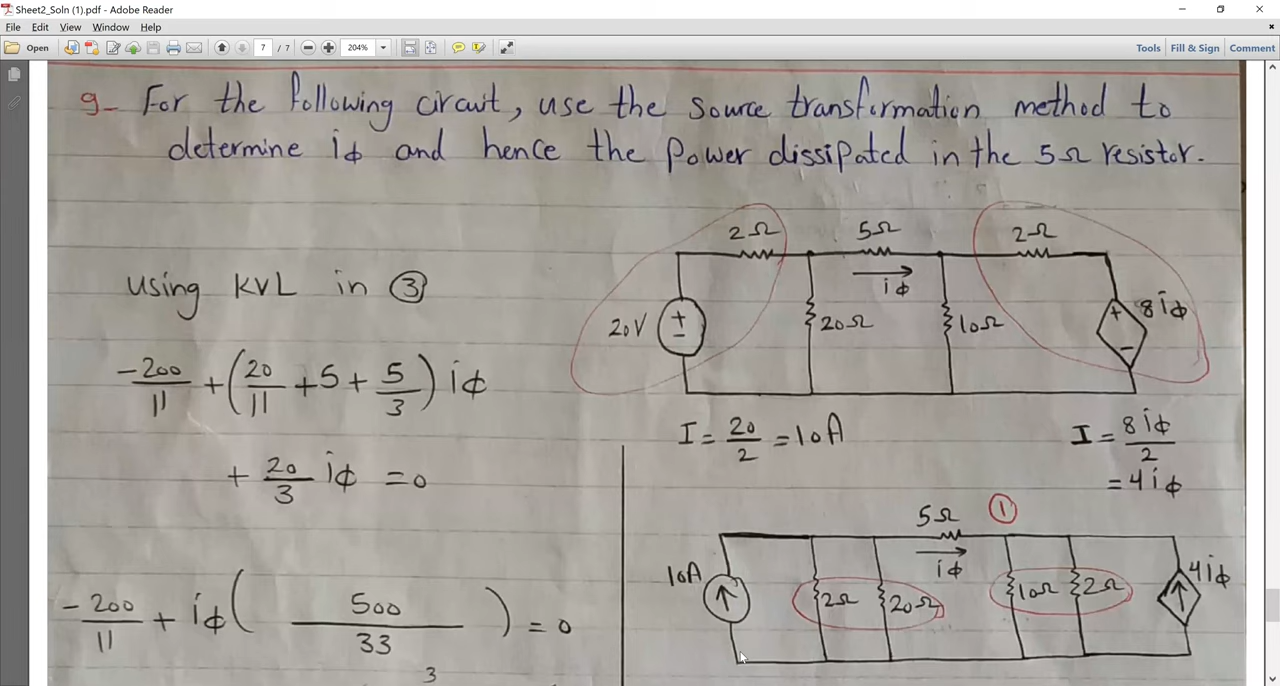 Sheet2_Soln (1).pdf - Adobe Reader
File Edit View Window Help
Open 7 / 7 204% Tools Fill & Sign Comment
9- For the following circuit, use the source transformation method to
determine iφ and hence the power dissipated in the 5Ω resistor.
2Ω 5Ω 2Ω
iφ
20V + - 20Ω 10Ω + - 8iφ
using KVL in ③
-200/11 + (20/11 + 5 + 5/3) iφ
+ 20/3 iφ = 0
I = 20/2 = 10A
I = 8iφ/2
= 4iφ
5Ω ①
iφ
10A 2Ω 20Ω 10Ω 2Ω 4iφ
-200/11 + iφ ( 500/33 ) = 0
3